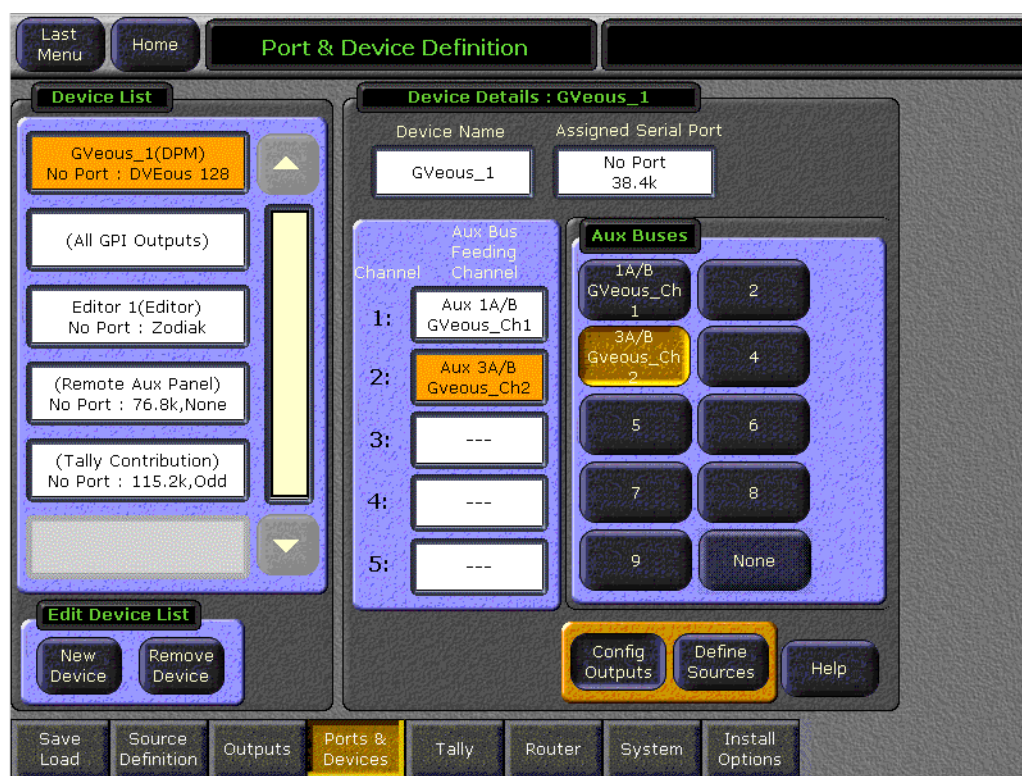 Last
Menu
Home
Port & Device Definition
Device List
GVeous_1(DPM)
No Port : DVEous 128
(All GPI Outputs)
Editor 1(Editor)
No Port : Zodiak
(Remote Aux Panel)
No Port : 76.8k,None
(Tally Contribution)
No Port : 115.2k,Odd
Edit Device List
New
Device
Remove
Device
Device Details : GVeous_1
Device Name
Assigned Serial Port
GVeous_1
No Port
38.4k
Channel
Aux Bus
Feeding
Channel
1:
Aux 1A/B
GVeous_Ch1
2:
Aux 3A/B
Gveous_Ch2
3:
---
4:
---
5:
---
Aux Buses
1A/B
GVeous_Ch
1
2
3A/B
Gveous_Ch
2
4
5
6
7
8
9
None
Config
Outputs
Define
Sources
Help
Save
Load
Source
Definition
Outputs
Ports &
Devices
Tally
Router
System
Install
Options